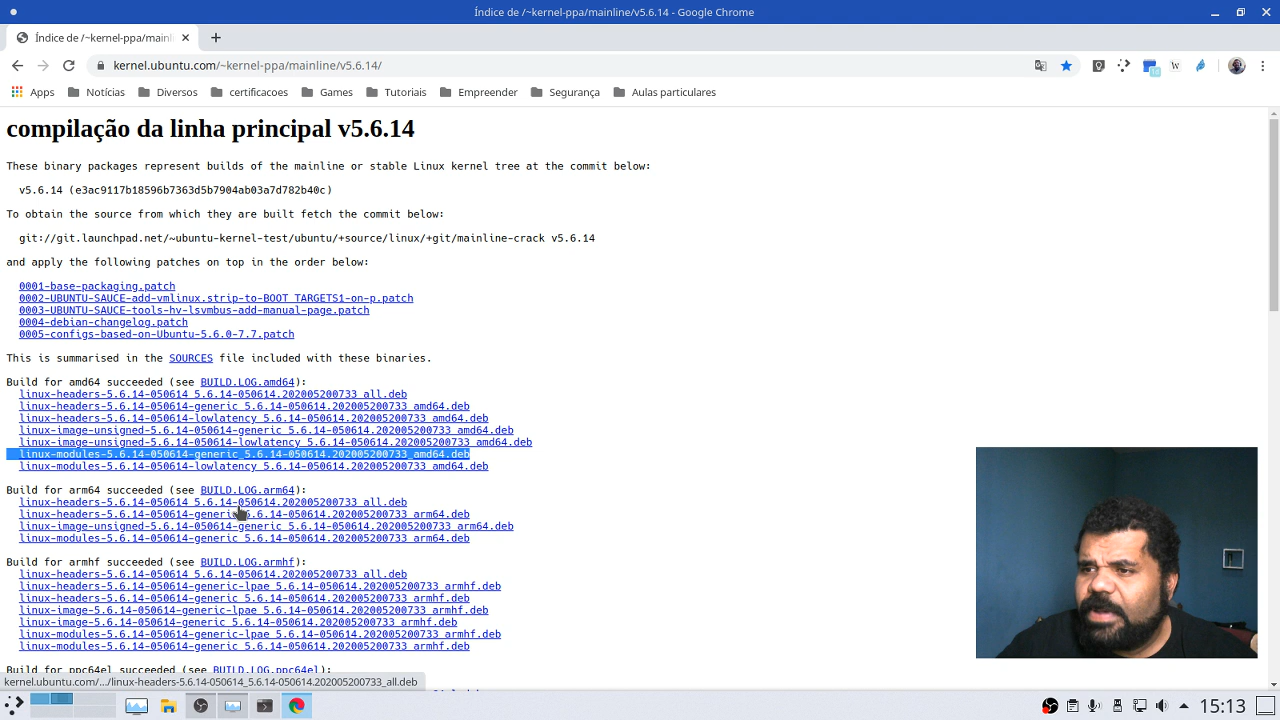 Índice de /~kernel-ppa/mainline/v5.6.14 - Google Chrome
Índice de /~kernel-ppa/mainl
kernel.ubuntu.com/~kernel-ppa/mainline/v5.6.14/
Apps Notícias Diversos certificacoes Games Tutoriais Empreender Segurança Aulas particulares
compilação da linha principal v5.6.14
These binary packages represent builds of the mainline or stable Linux kernel tree at the commit below:
v5.6.14 (e3ac9117b18596b7363d5b7904ab03a7d782b40c)
To obtain the source from which they are built fetch the commit below:
git://git.launchpad.net/~ubuntu-kernel-test/ubuntu/+source/linux/+git/mainline-crack v5.6.14
and apply the following patches on top in the order below:
0001-base-packaging.patch
0002-UBUNTU-SAUCE-add-vmlinux.strip-to-BOOT_TARGETS1-on-p.patch
0003-UBUNTU-SAUCE-tools-hv-lsvmbus-add-manual-page.patch
0004-debian-changelog.patch
0005-configs-based-on-Ubuntu-5.6.0-7.7.patch
This is summarised in the SOURCES file included with these binaries.
Build for amd64 succeeded (see BUILD.LOG.amd64):
linux-headers-5.6.14-050614_5.6.14-050614.202005200733_all.deb
linux-headers-5.6.14-050614-generic_5.6.14-050614.202005200733_amd64.deb
linux-headers-5.6.14-050614-lowlatency_5.6.14-050614.202005200733_amd64.deb
linux-image-unsigned-5.6.14-050614-generic_5.6.14-050614.202005200733_amd64.deb
linux-image-unsigned-5.6.14-050614-lowlatency_5.6.14-050614.202005200733_amd64.deb
linux-modules-5.6.14-050614-generic_5.6.14-050614.202005200733_amd64.deb
linux-modules-5.6.14-050614-lowlatency_5.6.14-050614.202005200733_amd64.deb
Build for arm64 succeeded (see BUILD.LOG.arm64):
linux-headers-5.6.14-050614_5.6.14-050614.202005200733_all.deb
linux-headers-5.6.14-050614-generic_5.6.14-050614.202005200733_arm64.deb
linux-image-unsigned-5.6.14-050614-generic_5.6.14-050614.202005200733_arm64.deb
linux-modules-5.6.14-050614-generic_5.6.14-050614.202005200733_arm64.deb
Build for armhf succeeded (see BUILD.LOG.armhf):
linux-headers-5.6.14-050614_5.6.14-050614.202005200733_all.deb
linux-headers-5.6.14-050614-generic-lpae_5.6.14-050614.202005200733_armhf.deb
linux-headers-5.6.14-050614-generic_5.6.14-050614.202005200733_armhf.deb
linux-image-5.6.14-050614-generic-lpae_5.6.14-050614.202005200733_armhf.deb
linux-image-5.6.14-050614-generic_5.6.14-050614.202005200733_armhf.deb
linux-modules-5.6.14-050614-generic-lpae_5.6.14-050614.202005200733_armhf.deb
linux-modules-5.6.14-050614-generic_5.6.14-050614.202005200733_armhf.deb
Build for ppc64el succeeded (see BUILD.LOG.ppc64el):
kernel.ubuntu.com/.../linux-headers-5.6.14-050614_5.6.14-050614.202005200733_all.deb
15:13